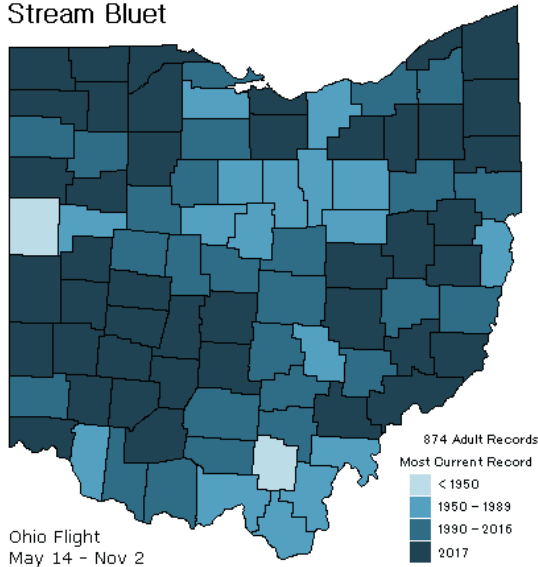 Stream Bluet
874 Adult Records
Most Current Record
< 1950
1950 - 1989
1990 - 2016
2017
Ohio Flight
May 14 - Nov 2